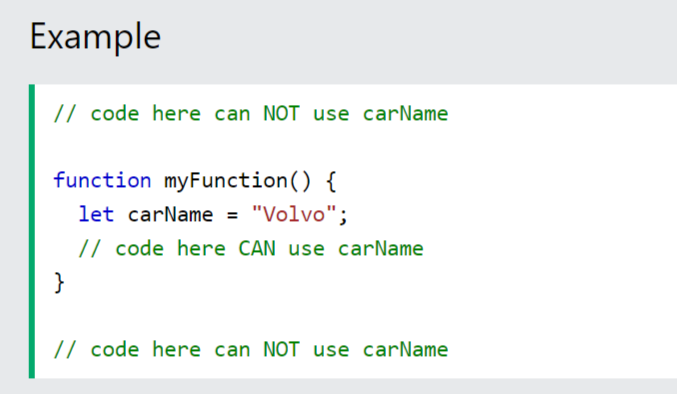 Example
// code here can NOT use carName
function myFunction() {
let carName = "Volvo";
// code here CAN use carName
}
// code here can NOT use carName